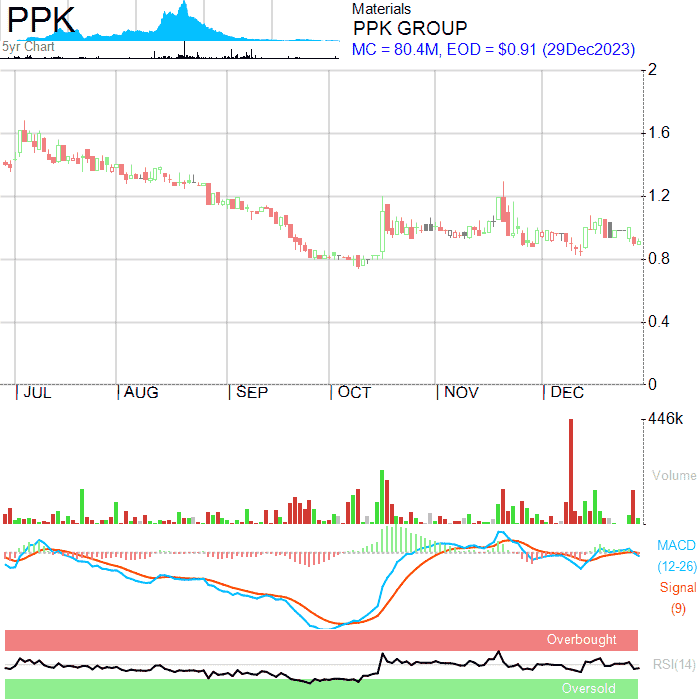 PPK
5yr Chart
Materials
PPK GROUP
MC = 80.4M, EOD = $0.91 (29Dec2023)
2
1.6
1.2
0.8
0.4
0
JUL AUG SEP OCT NOV DEC
446k
Volume
MACD
(12-26)
Signal
(9)
Overbought
RSI(14)
Oversold